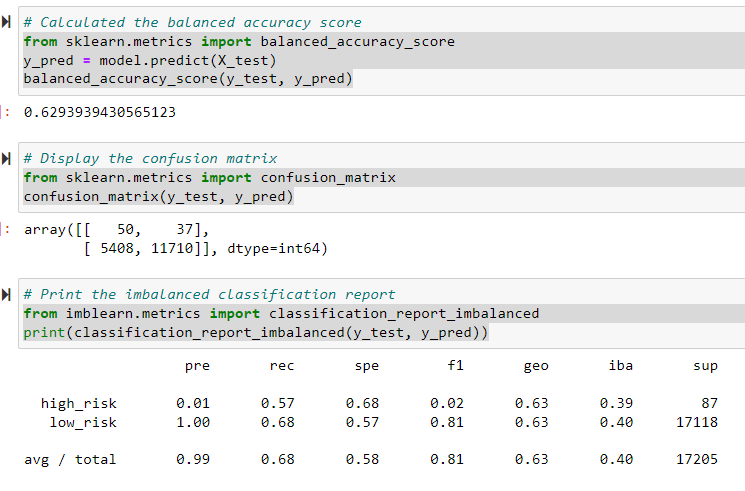 # Calculated the balanced accuracy score
from sklearn.metrics import balanced_accuracy_score
y_pred = model.predict(X_test)
balanced_accuracy_score(y_test, y_pred)
: 0.6293939430565123
# Display the confusion matrix
from sklearn.metrics import confusion_matrix
confusion_matrix(y_test, y_pred)
: array([[   50,    37],
       [ 5408, 11710]], dtype=int64)
# Print the imbalanced classification report
from imblearn.metrics import classification_report_imbalanced
print(classification_report_imbalanced(y_test, y_pred))
pre rec spe f1 geo iba sup
high_risk 0.01 0.57 0.68 0.02 0.63 0.39 87
low_risk 1.00 0.68 0.57 0.81 0.63 0.40 17118
avg / total 0.99 0.68 0.58 0.81 0.63 0.40 17205